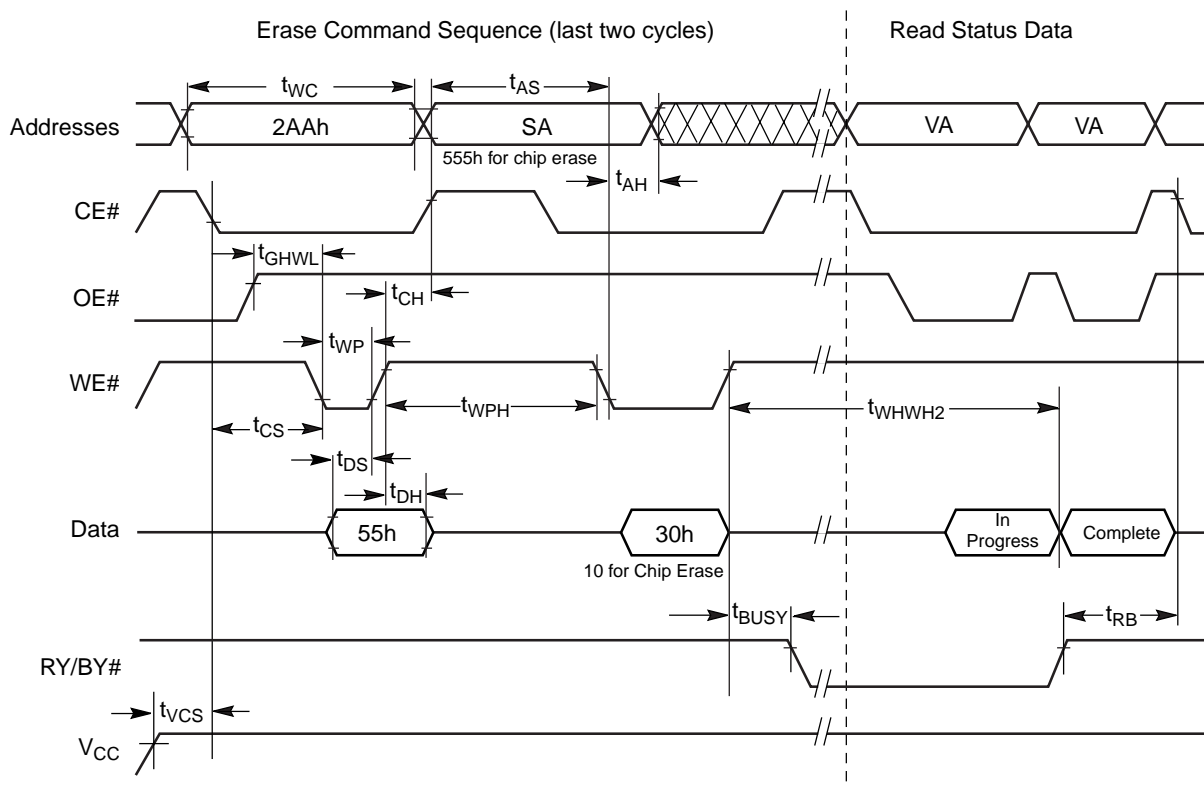 Erase Command Sequence (last two cycles)
Read Status Data
tWC
tAS
Addresses
2AAh
SA
VA
VA
555h for chip erase
tAH
CE#
tGHWL
OE#
tCH
tWP
WE#
tWPH
tWHWH2
tCS
tDS
tDH
Data
55h
30h
In
Progress
Complete
10 for Chip Erase
tBUSY
tRB
RY/BY#
tVCS
VCC